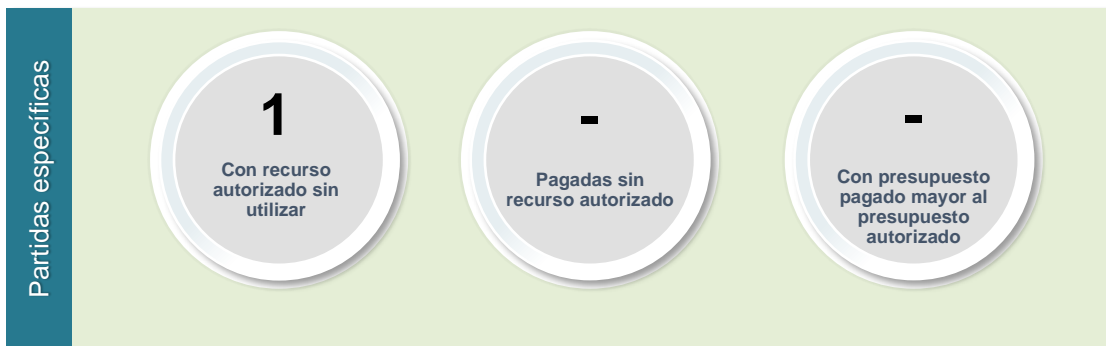 Partidas específicas
1
Con recurso
autorizado sin
utilizar
-
Pagadas sin
recurso autorizado
-
Con presupuesto
pagado mayor al
presupuesto
autorizado